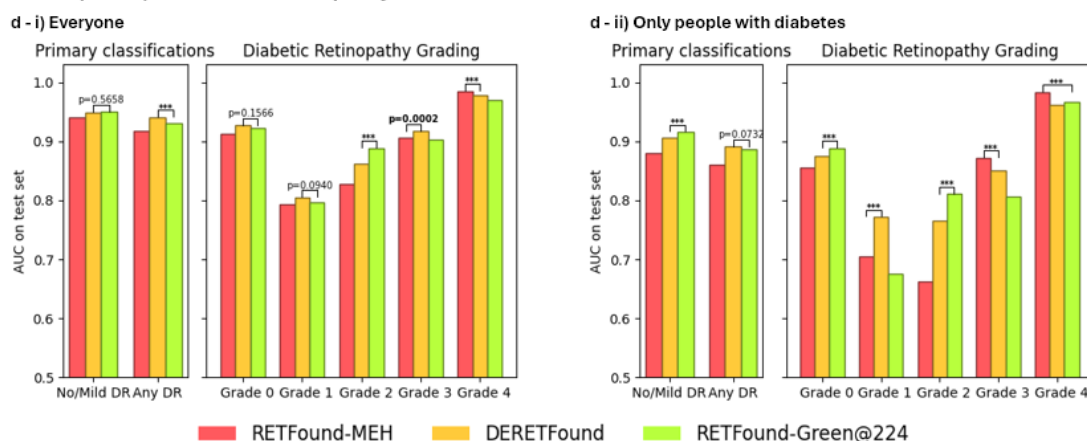 d - i) Everyone
Primary classifications
Diabetic Retinopathy Grading
AUC on test set
1.0
0.9
0.8
0.7
0.6
0.5
p=0.5658
***
p=0.1566
p=0.0940
***
p=0.0002
***
No/Mild DR
Any DR
Grade 0
Grade 1
Grade 2
Grade 3
Grade 4
d - ii) Only people with diabetes
Primary classifications
Diabetic Retinopathy Grading
AUC on test set
1.0
0.9
0.8
0.7
0.6
0.5
***
p=0.0732
***
***
***
***
***
No/Mild DR
Any DR
Grade 0
Grade 1
Grade 2
Grade 3
Grade 4
RETFound-MEH
DERETFound
RETFound-Green@224